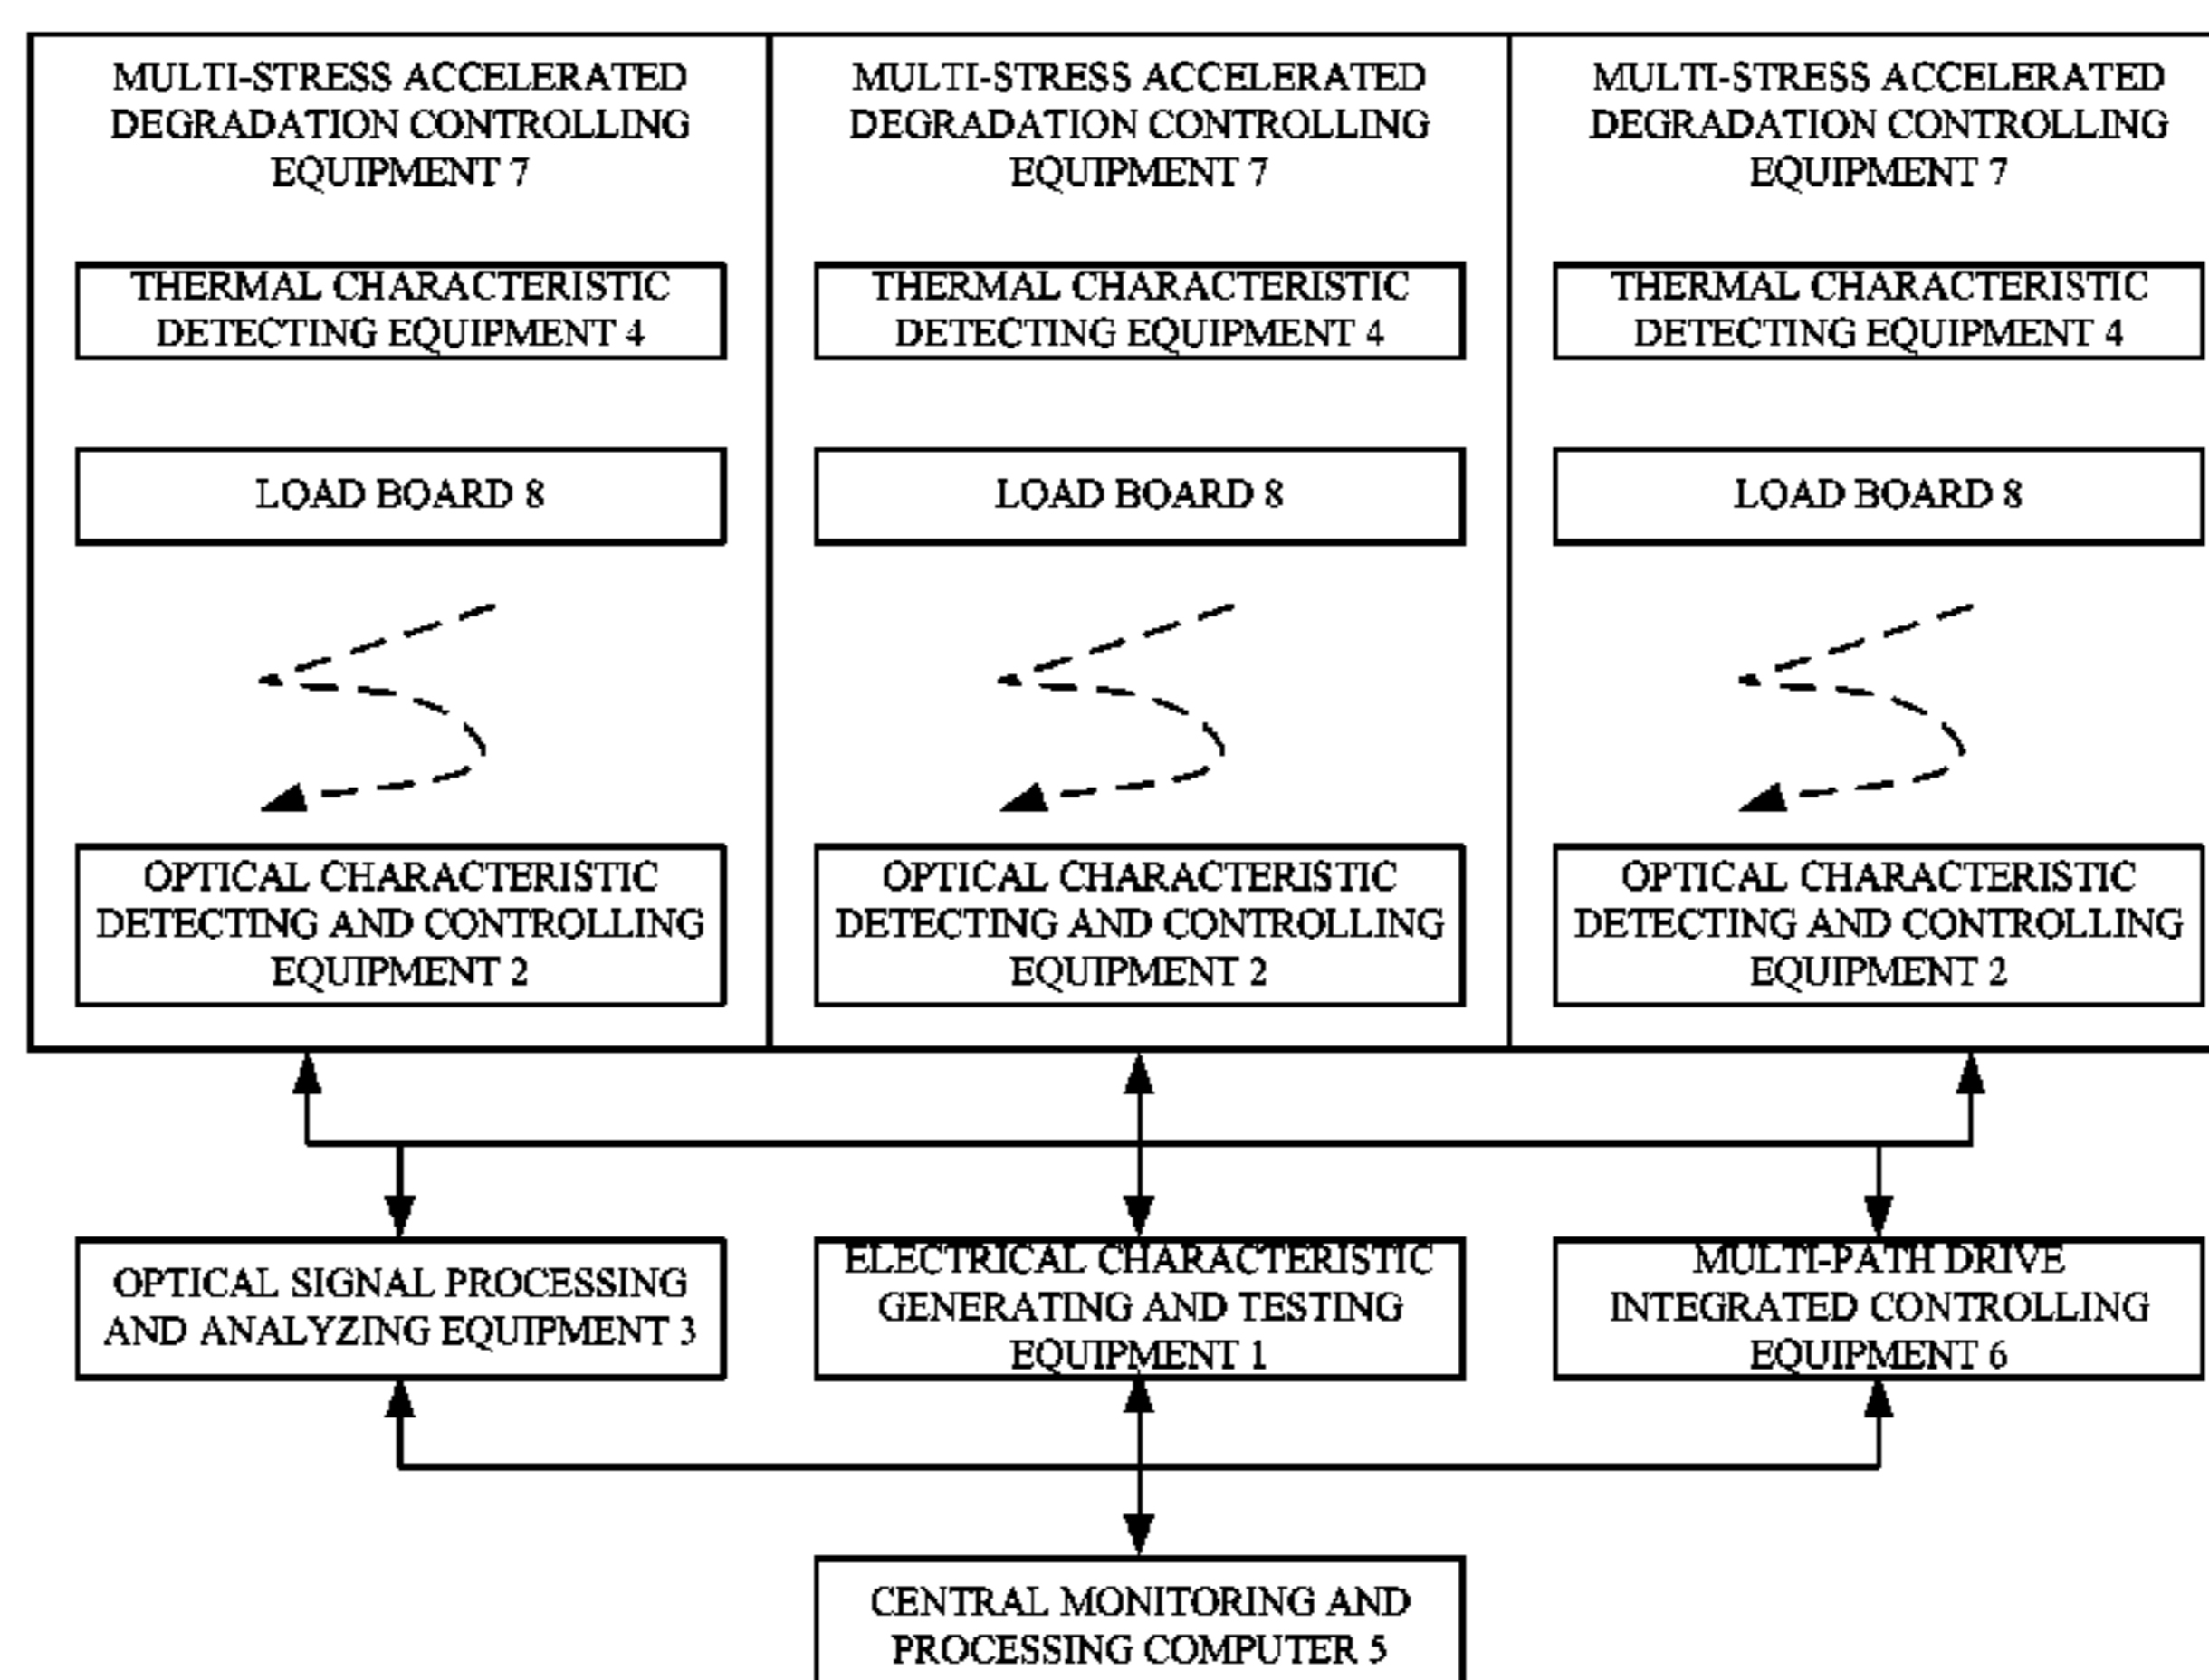 MULTI-STRESS ACCELERATED
DEGRADATION CONTROLLING
EQUIPMENT 7
THERMAL CHARACTERISTIC
DETECTING EQUIPMENT 4
LOAD BOARD 8
OPTICAL CHARACTERISTIC
DETECTING AND CONTROLLING
EQUIPMENT 2
MULTI-STRESS ACCELERATED
DEGRADATION CONTROLLING
EQUIPMENT 7
THERMAL CHARACTERISTIC
DETECTING EQUIPMENT 4
LOAD BOARD 8
OPTICAL CHARACTERISTIC
DETECTING AND CONTROLLING
EQUIPMENT 2
MULTI-STRESS ACCELERATED
DEGRADATION CONTROLLING
EQUIPMENT 7
THERMAL CHARACTERISTIC
DETECTING EQUIPMENT 4
LOAD BOARD 8
OPTICAL CHARACTERISTIC
DETECTING AND CONTROLLING
EQUIPMENT 2
OPTICAL SIGNAL PROCESSING
AND ANALYZING EQUIPMENT 3
ELECTRICAL CHARACTERISTIC
GENERATING AND TESTING
EQUIPMENT 1
MULTI-PATH DRIVE
INTEGRATED CONTROLLING
EQUIPMENT 6
CENTRAL MONITORING AND
PROCESSING COMPUTER 5